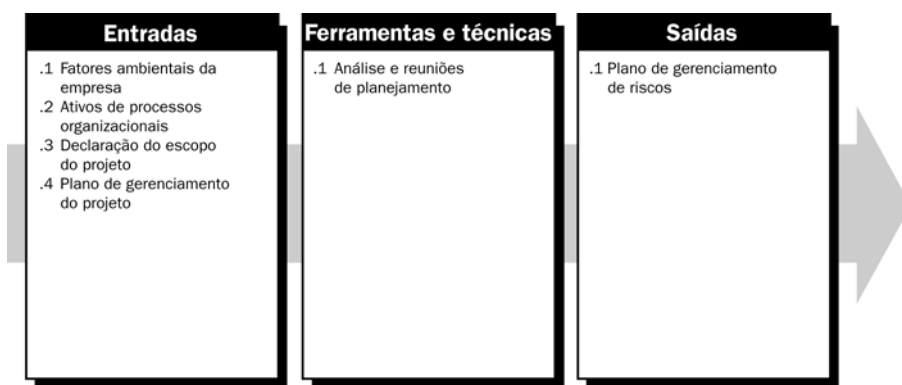 Entradas
.1 Fatores ambientais da
empresa
.2 Ativos de processos
organizacionais
.3 Declaração do escopo
do projeto
.4 Plano de gerenciamento
do projeto
Ferramentas e técnicas
.1 Análise e reuniões
de planejamento
Saídas
.1 Plano de gerenciamento
de riscos